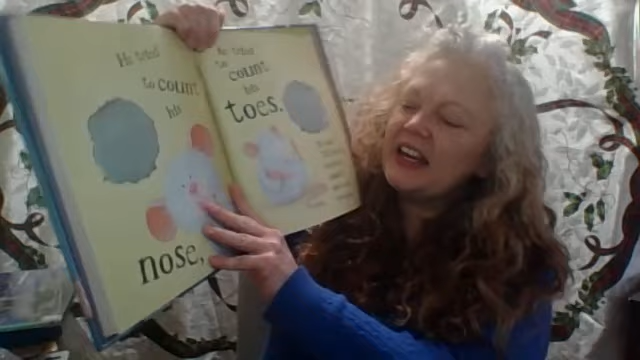 He tried
to count
his
nose,
He tried
to count
his
toes.